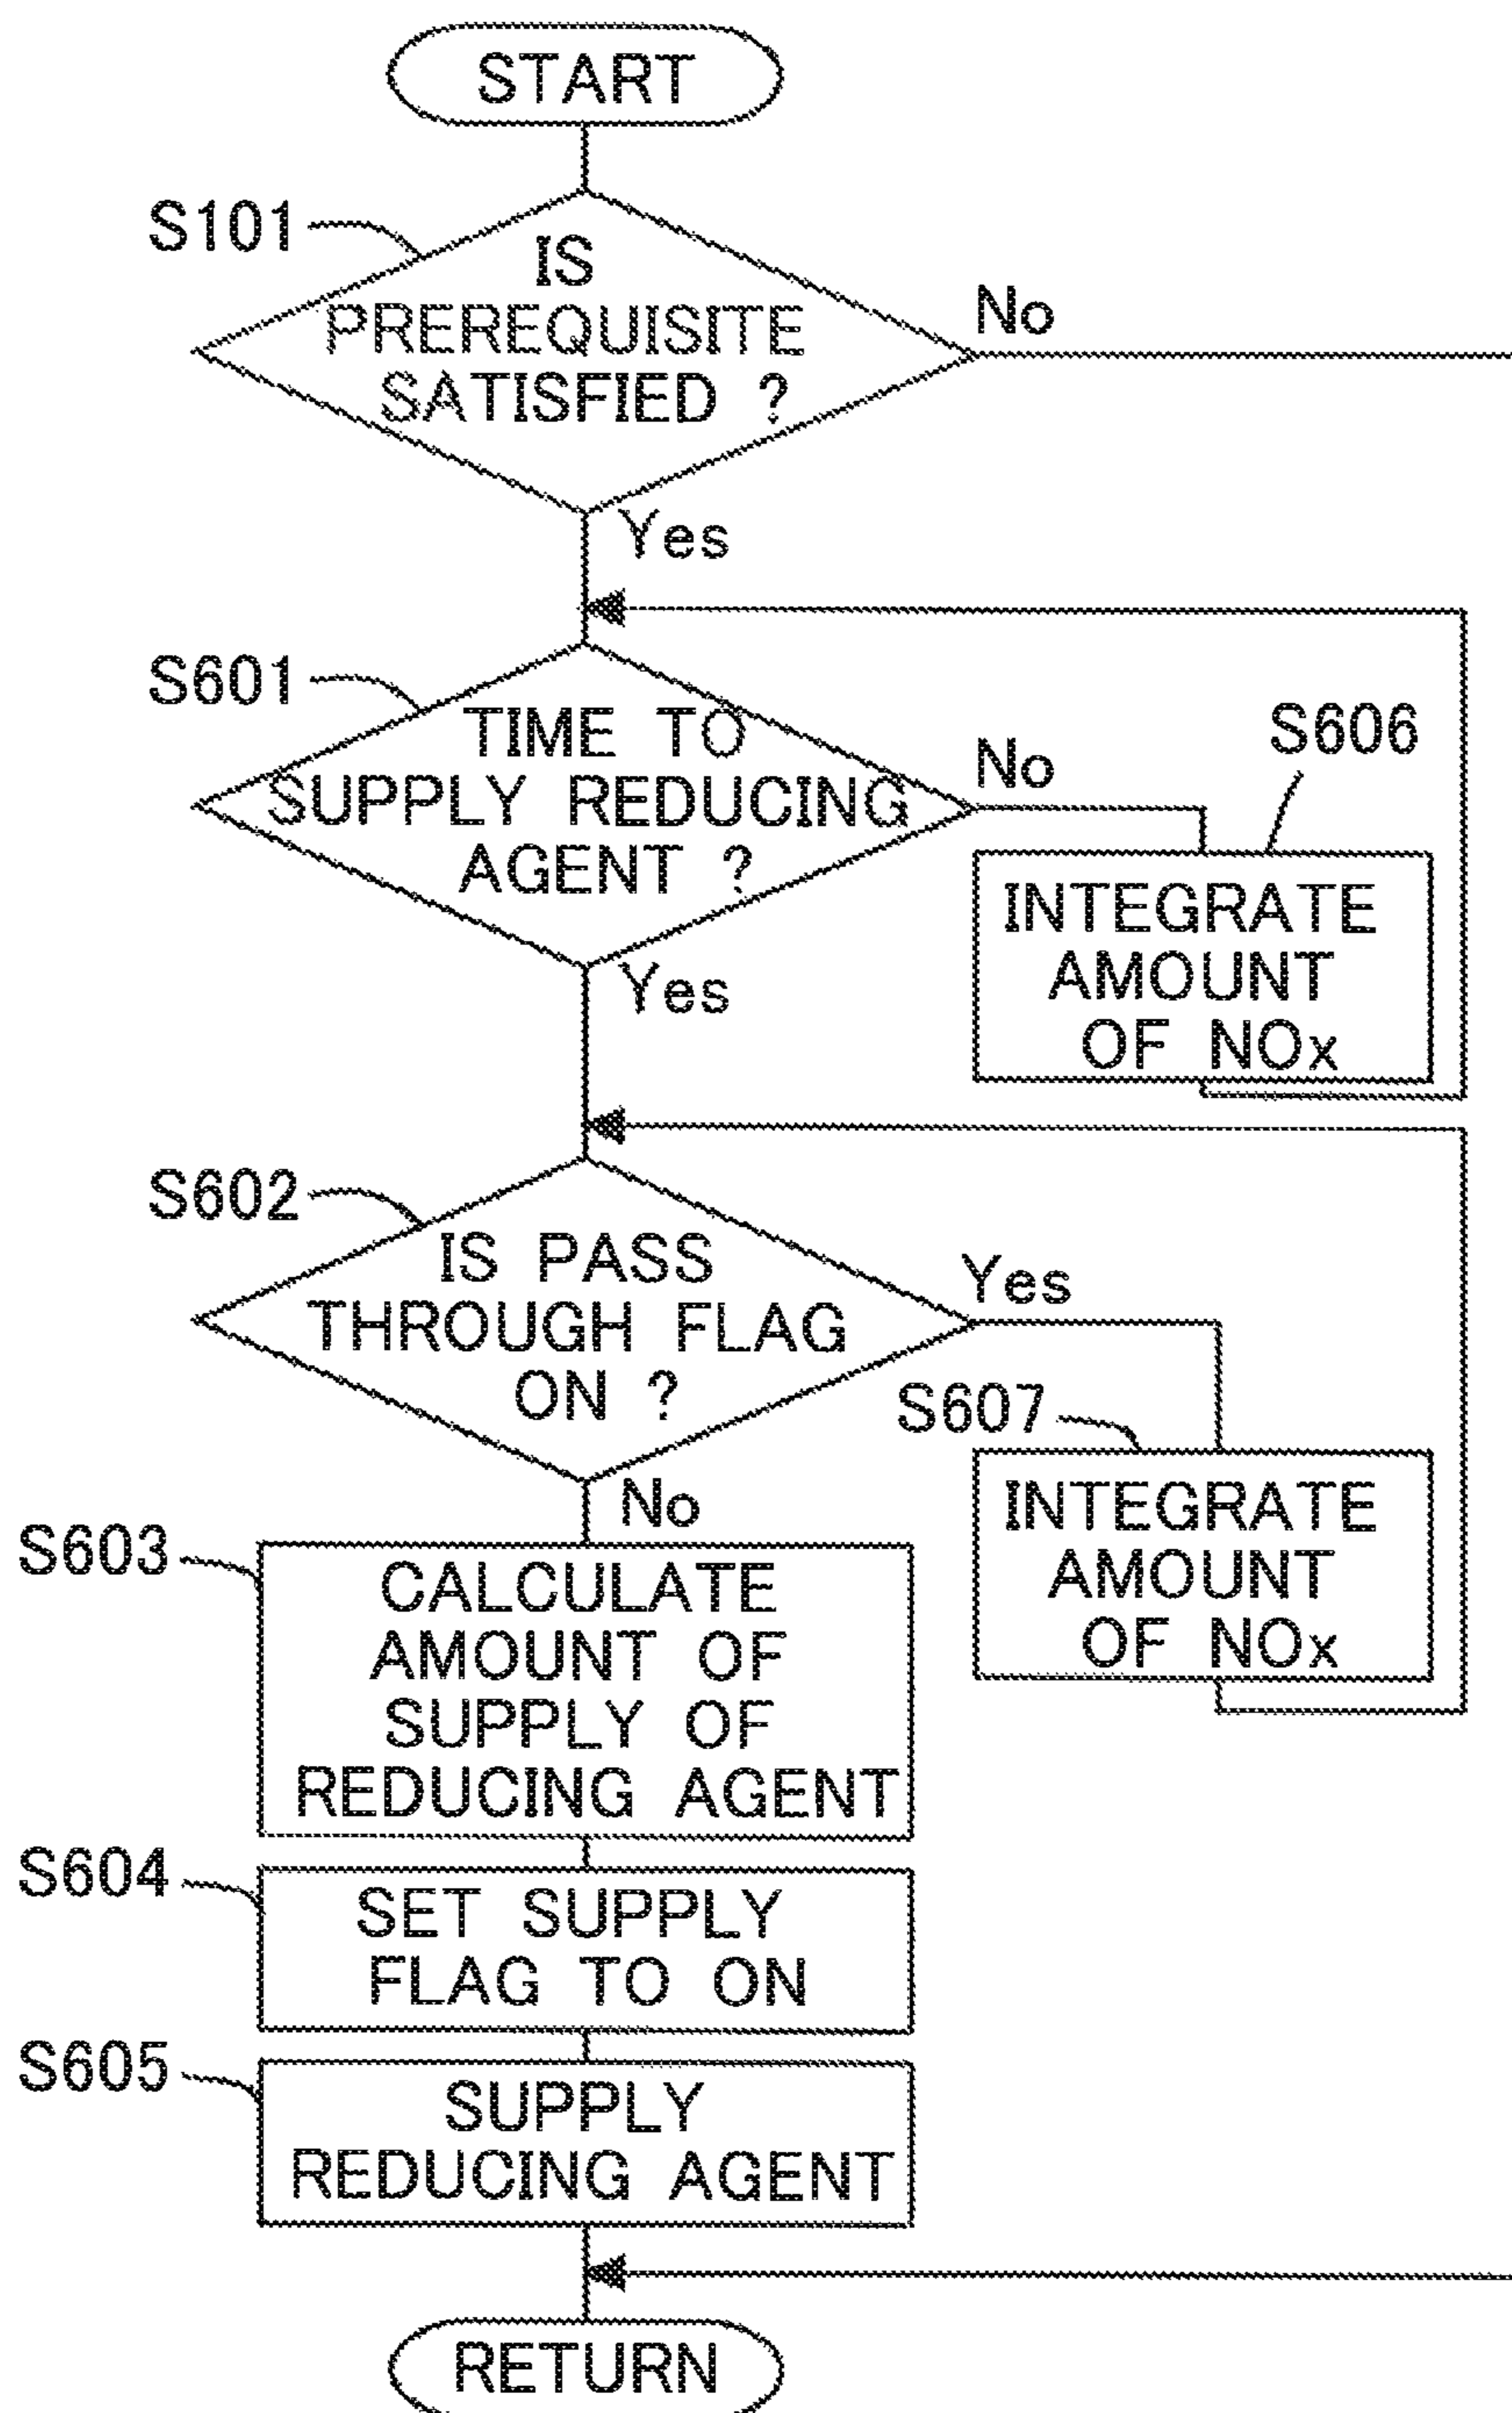 START
S101
IS
PREREQUISITE
SATISFIED ?
No
Yes
S601
TIME TO
SUPPLY REDUCING
AGENT ?
No
S606
INTEGRATE
AMOUNT
OF NOx
Yes
S602
IS PASS
THROUGH FLAG
ON ?
Yes
S607
INTEGRATE
AMOUNT
OF NOx
No
S603
CALCULATE
AMOUNT OF
SUPPLY OF
REDUCING AGENT
S604
SET SUPPLY
FLAG TO ON
S605
SUPPLY
REDUCING AGENT
RETURN